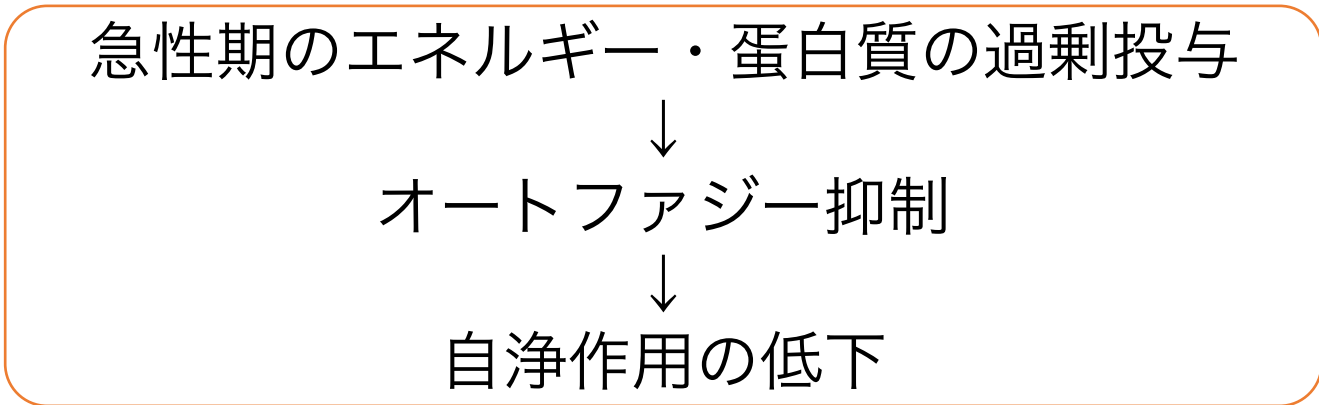 急性期のエネルギー・蛋白質の過剰投与
↓
オートファジー抑制
↓
自浄作用の低下